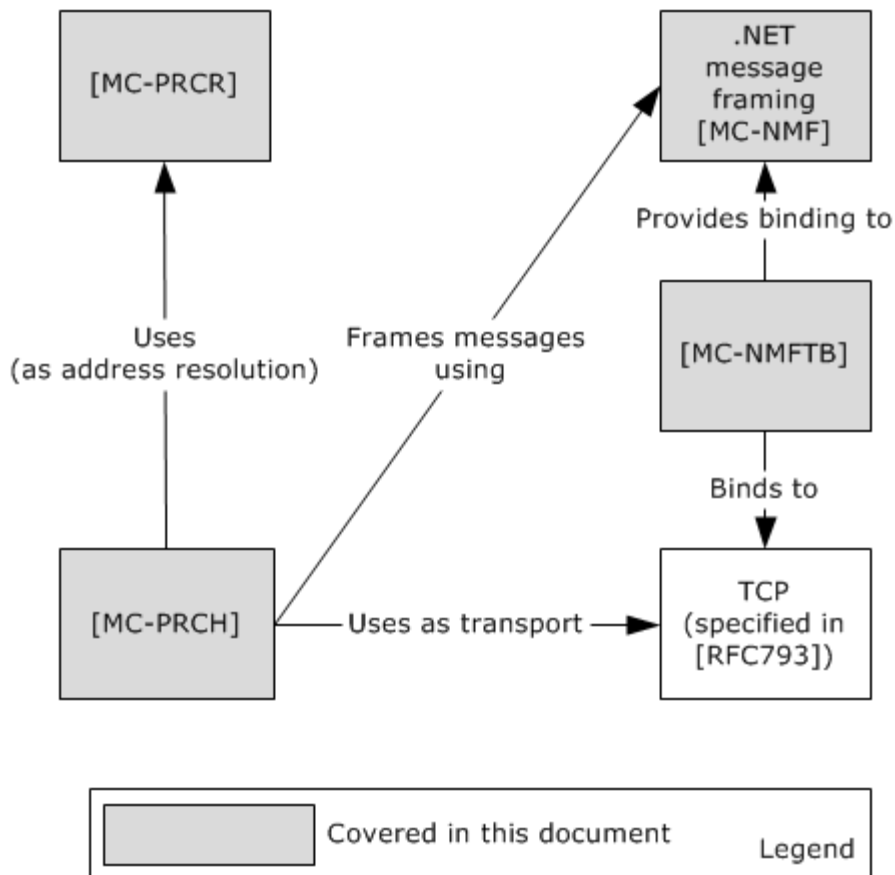 [MC-PRCR]
.NET
message
framing
[MC-NMF]
Provides binding to
Uses
(as address resolution)
Frames messages
using
[MC-NMFTB]
Binds to
[MC-PRCH]
Uses as transport
TCP
(specified in
[RFC793])
Covered in this document
Legend